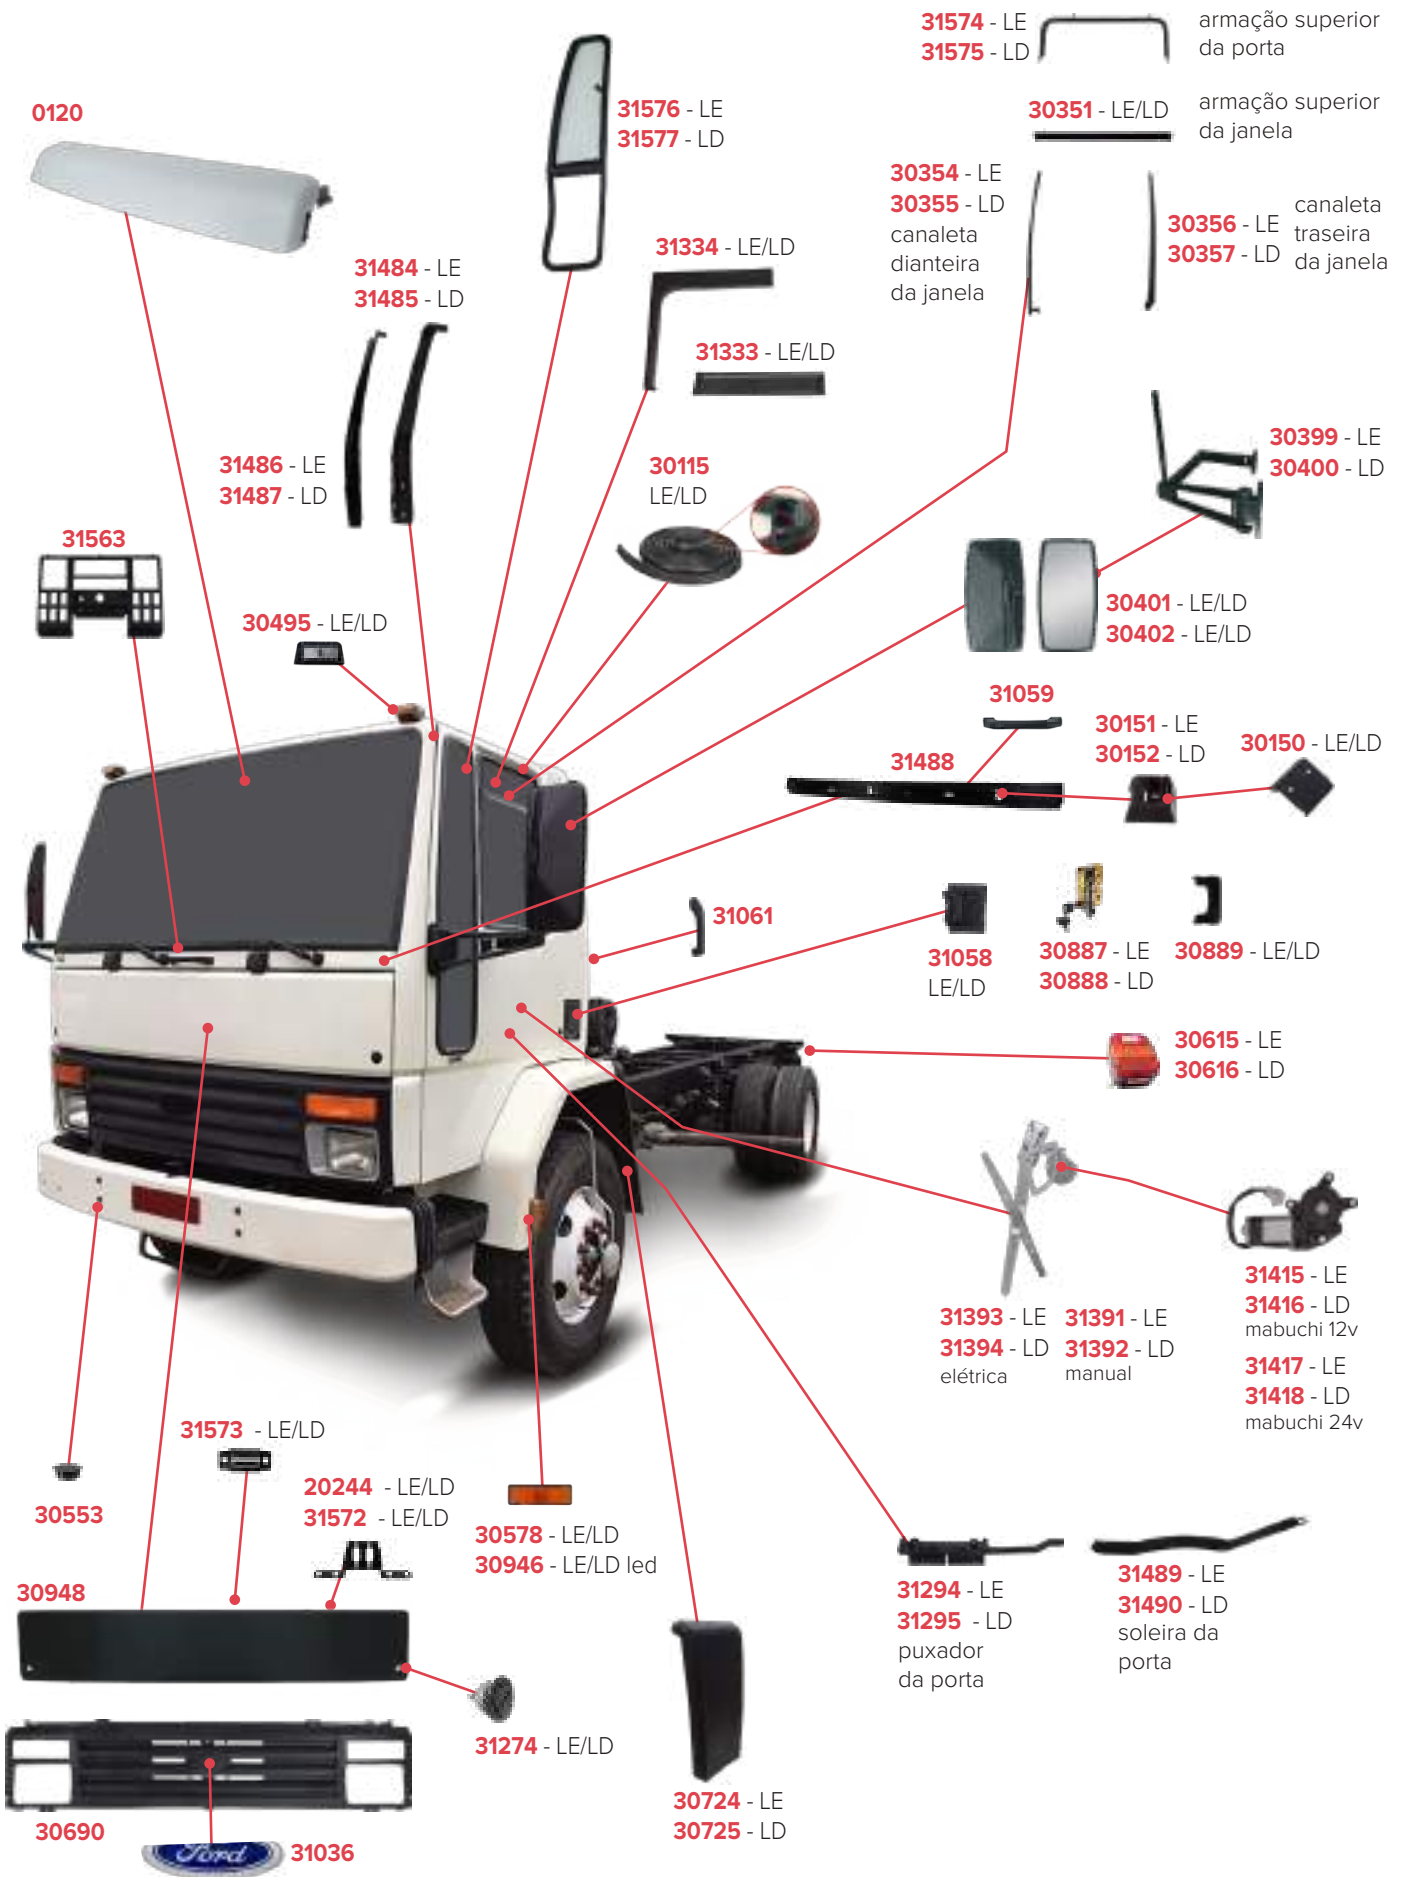 31574 - LE
31575 - LD
armação superior
da porta
0120
31576 - LE
31577 - LD
30351 - LE/LD
armação superior
da janela
30354 - LE
30355 - LD
canaleta
dianteira
da janela
30356 - LE
30357 - LD
canaleta
traseira
da janela
31334 - LE/LD
31484 - LE
31485 - LD
31333 - LE/LD
31486 - LE
31487 - LD
30115
LE/LD
30399 - LE
30400 - LD
31563
30495 - LE/LD
30401 - LE/LD
30402 - LE/LD
31059
31488
30151 - LE
30152 - LD
30150 - LE/LD
31061
31058
LE/LD
30887 - LE
30888 - LD
30889 - LE/LD
30615 - LE
30616 - LD
31393 - LE
31394 - LD
elétrica
31391 - LE
31392 - LD
manual
31415 - LE
31416 - LD
mabuchi 12v
31417 - LE
31418 - LD
mabuchi 24v
31573 - LE/LD
30553
20244 - LE/LD
31572 - LE/LD
30578 - LE/LD
30946 - LE/LD led
30948
31294 - LE
31295 - LD
puxador
da porta
31489 - LE
31490 - LD
soleira da
porta
31274 - LE/LD
30724 - LE
30725 - LD
30690
Ford
31036